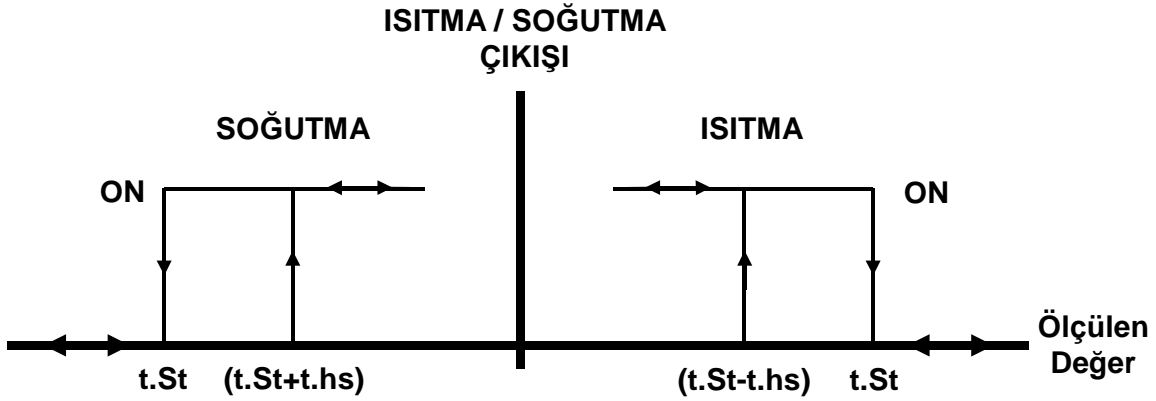 ISITMA / SOĞUTMA
ÇIKIŞI
SOĞUTMA
ISITMA
ON
ON
Ölçülen
Değer
t.St
(t.St+t.hs)
(t.St-t.hs)
t.St